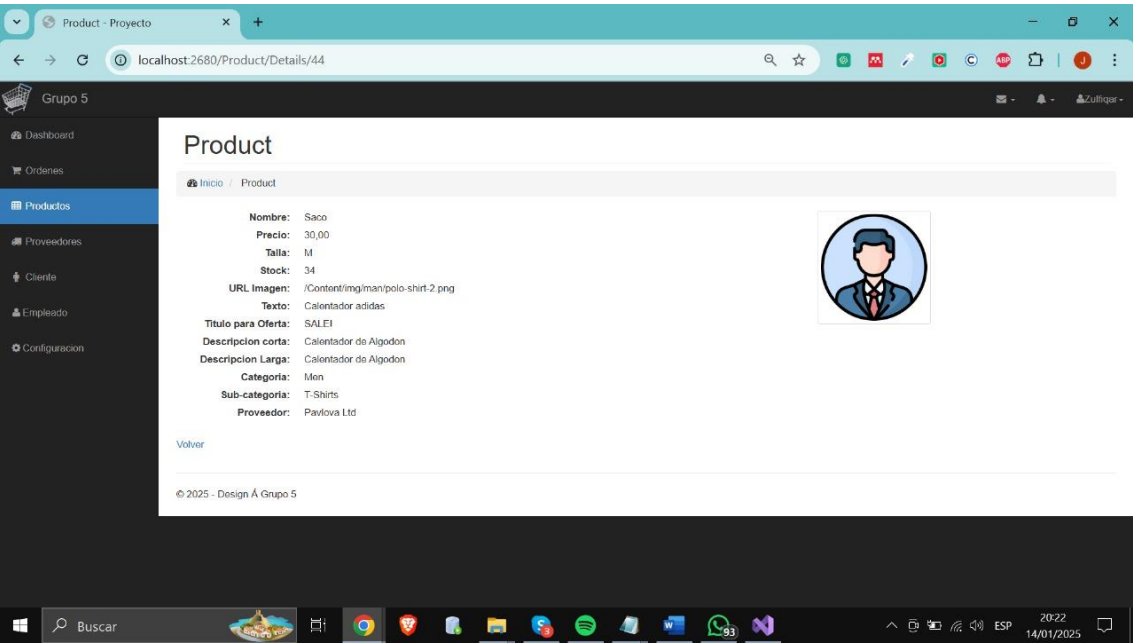 Product - Proyecto
localhost:2680/Product/Details/44
ABP
J
Grupo 5
Zulfiqar
Dashboard
Ordenes
Productos
Proveedores
Cliente
Empleado
Configuracion
Product
Inicio / Product
Nombre: Saco
Precio: 30,00
Talla: M
Stock: 34
URL Imagen: /Content/img/man/polo-shirt-2.png
Texto: Calentador adidas
Titulo para Oferta: SALE!
Descripcion corta: Calentador de Algodon
Descripcion Larga: Calentador de Algodon
Categoria: Men
Sub-categoria: T-Shirts
Proveedor: Pavlova Ltd
Volver
© 2025 - Design Á Grupo 5
Buscar
93
ESP
20:22
14/01/2025